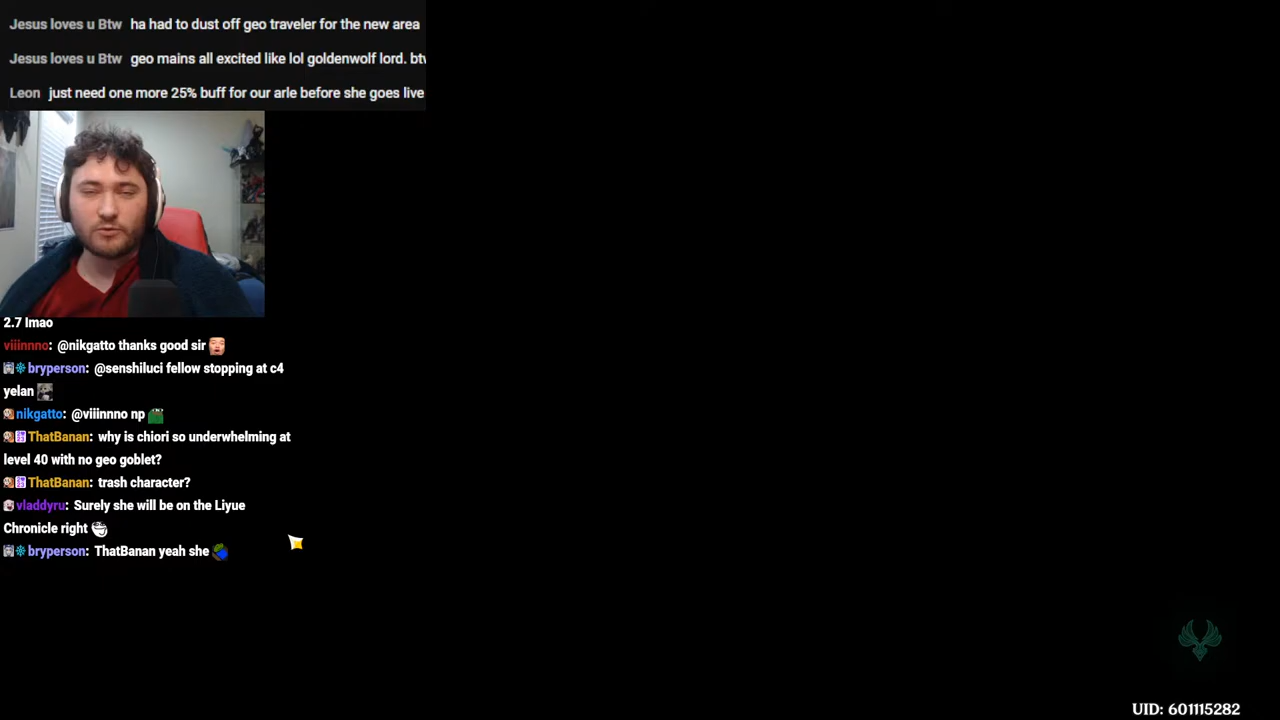 Jesus loves u Btw ha had to dust off geo traveler for the new area
Jesus loves u Btw geo mains all excited like lol goldenwolf lord. btw
Leon just need one more 25% buff for our arle before she goes live
2.7 lmao
viiinnno: @nikgatto thanks good sir
bryperson: @senshiluci fellow stopping at c4
yelan
nikgatto: @viiinnno np
ThatBanan: why is chiori so underwhelming at
level 40 with no geo goblet?
ThatBanan: trash character?
vladdyru: Surely she will be on the Liyue
Chronicle right
bryperson: ThatBanan yeah she
UID: 601115282